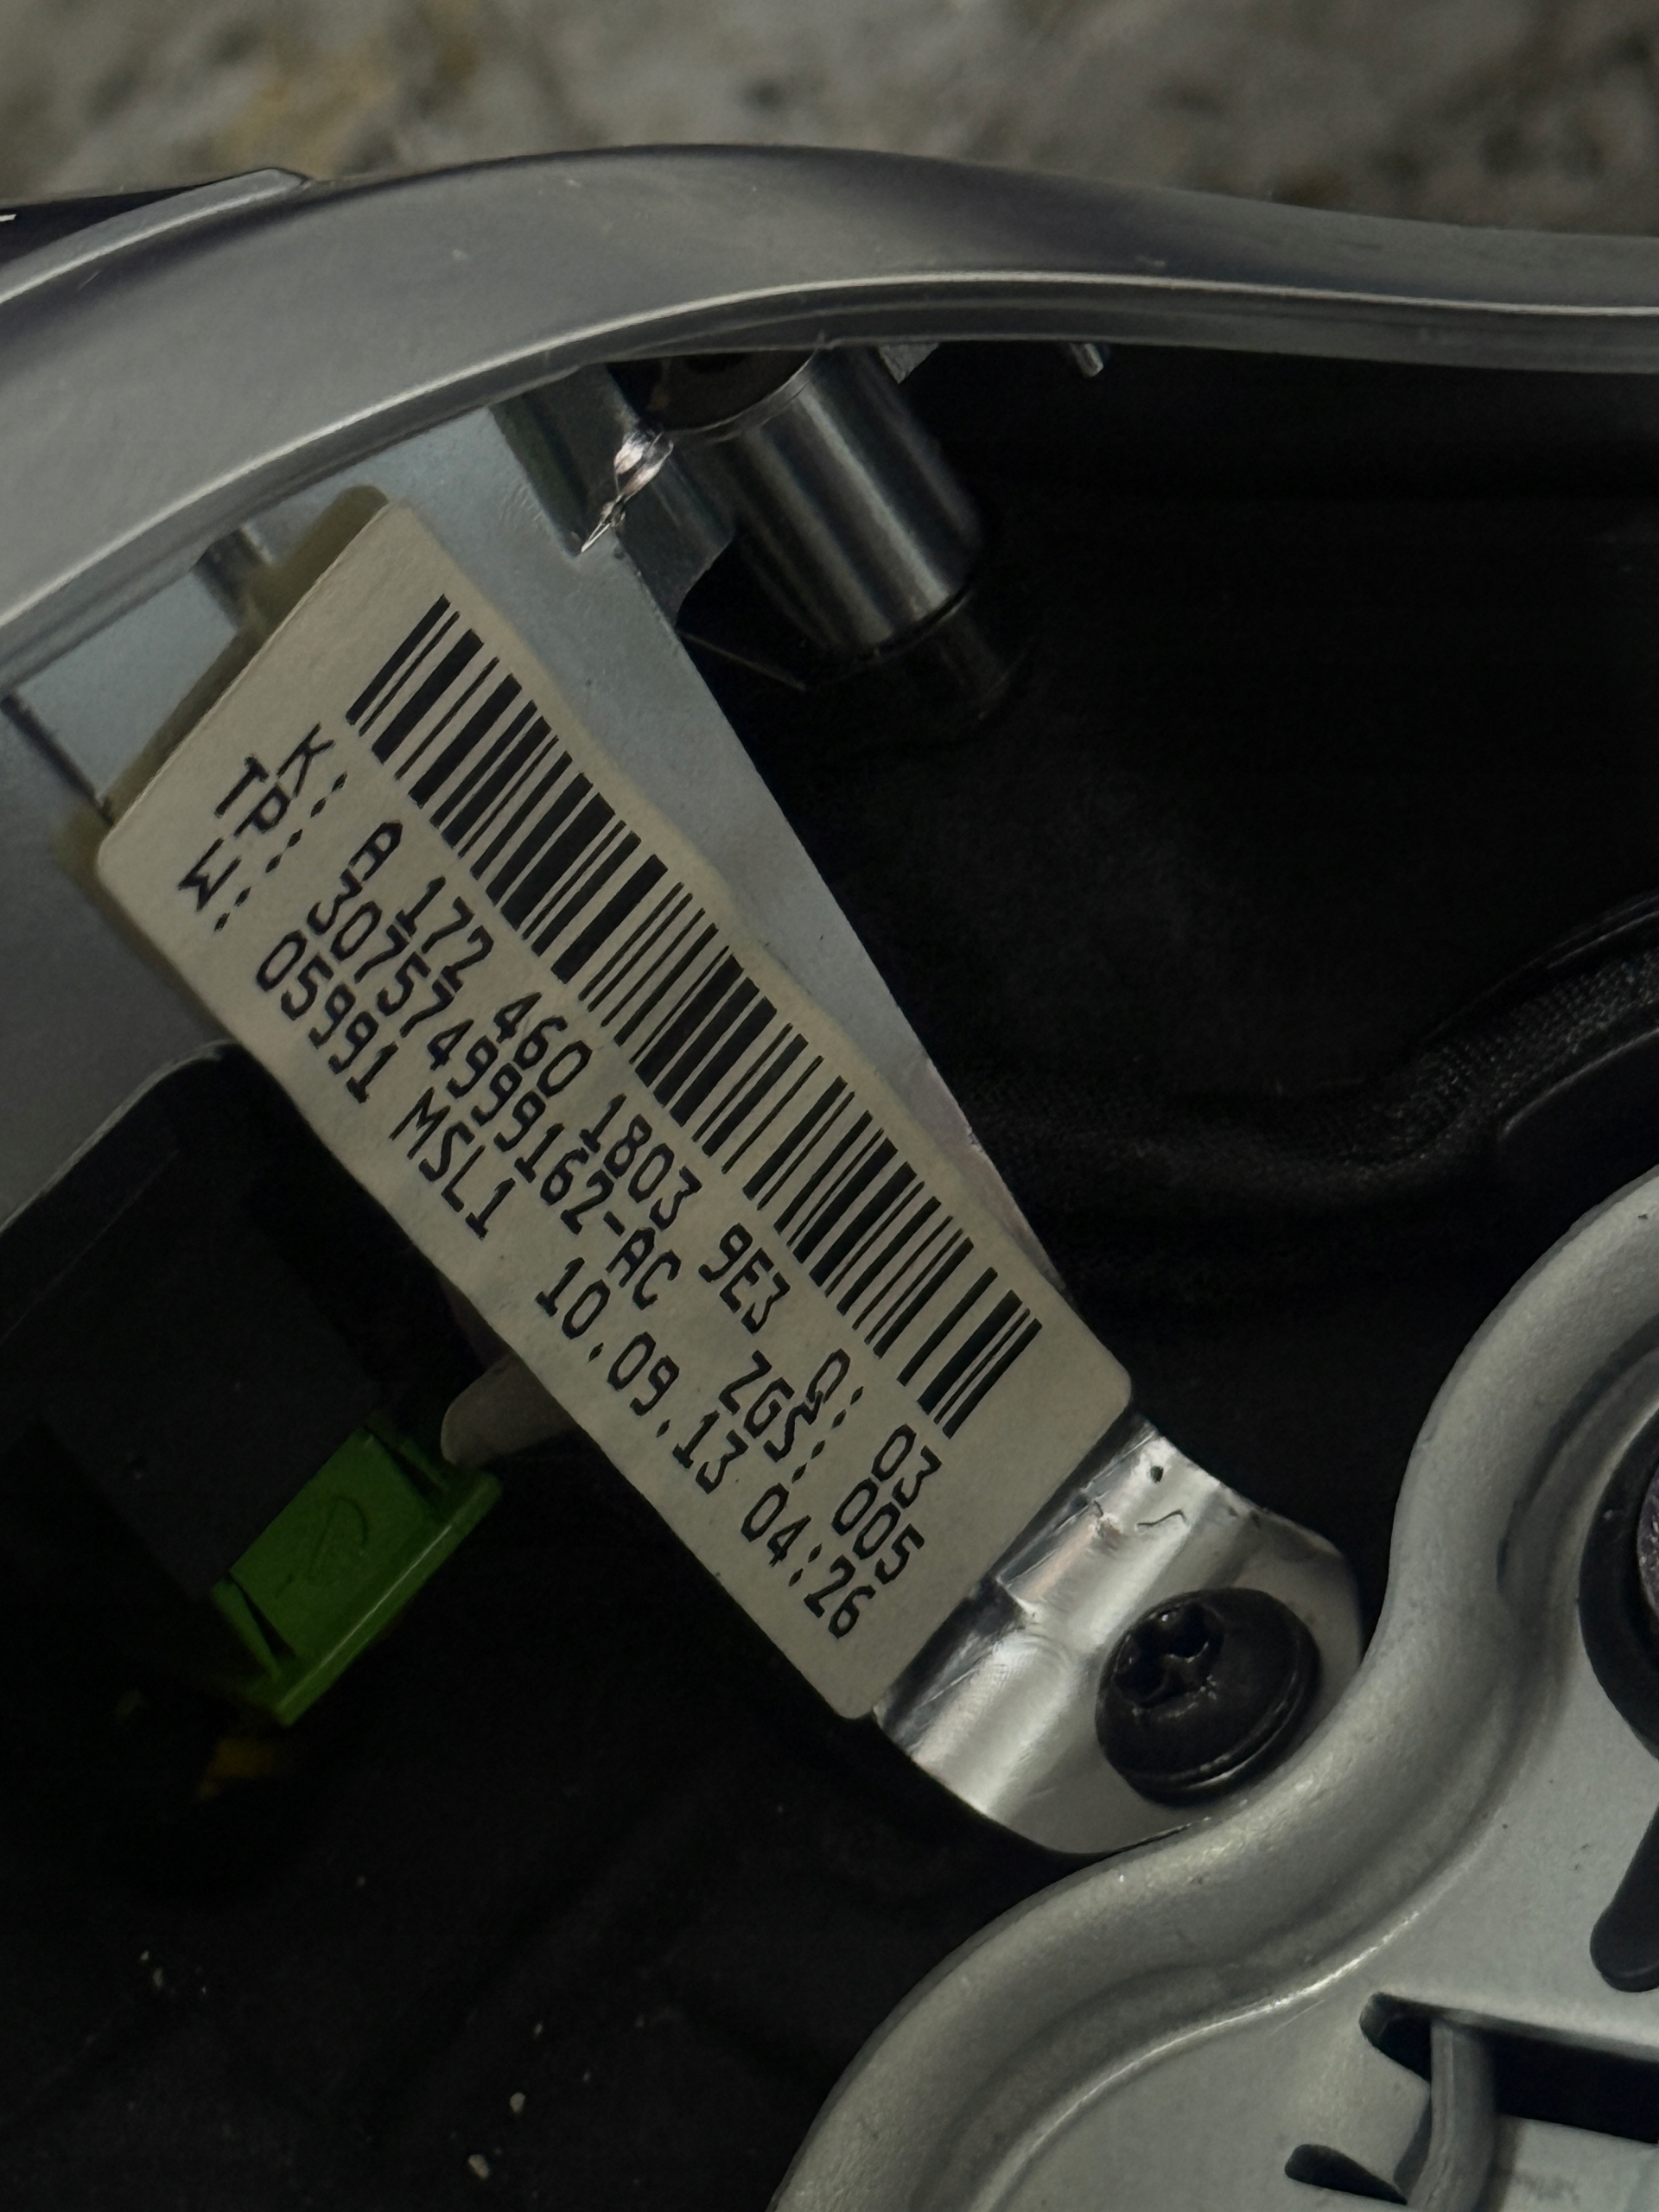 K: A 172 460 1803 9E3 Q: 03
TP: 307574999162-AC ZGS: 005
W: 05991 MSL1 10.09.13 04:26